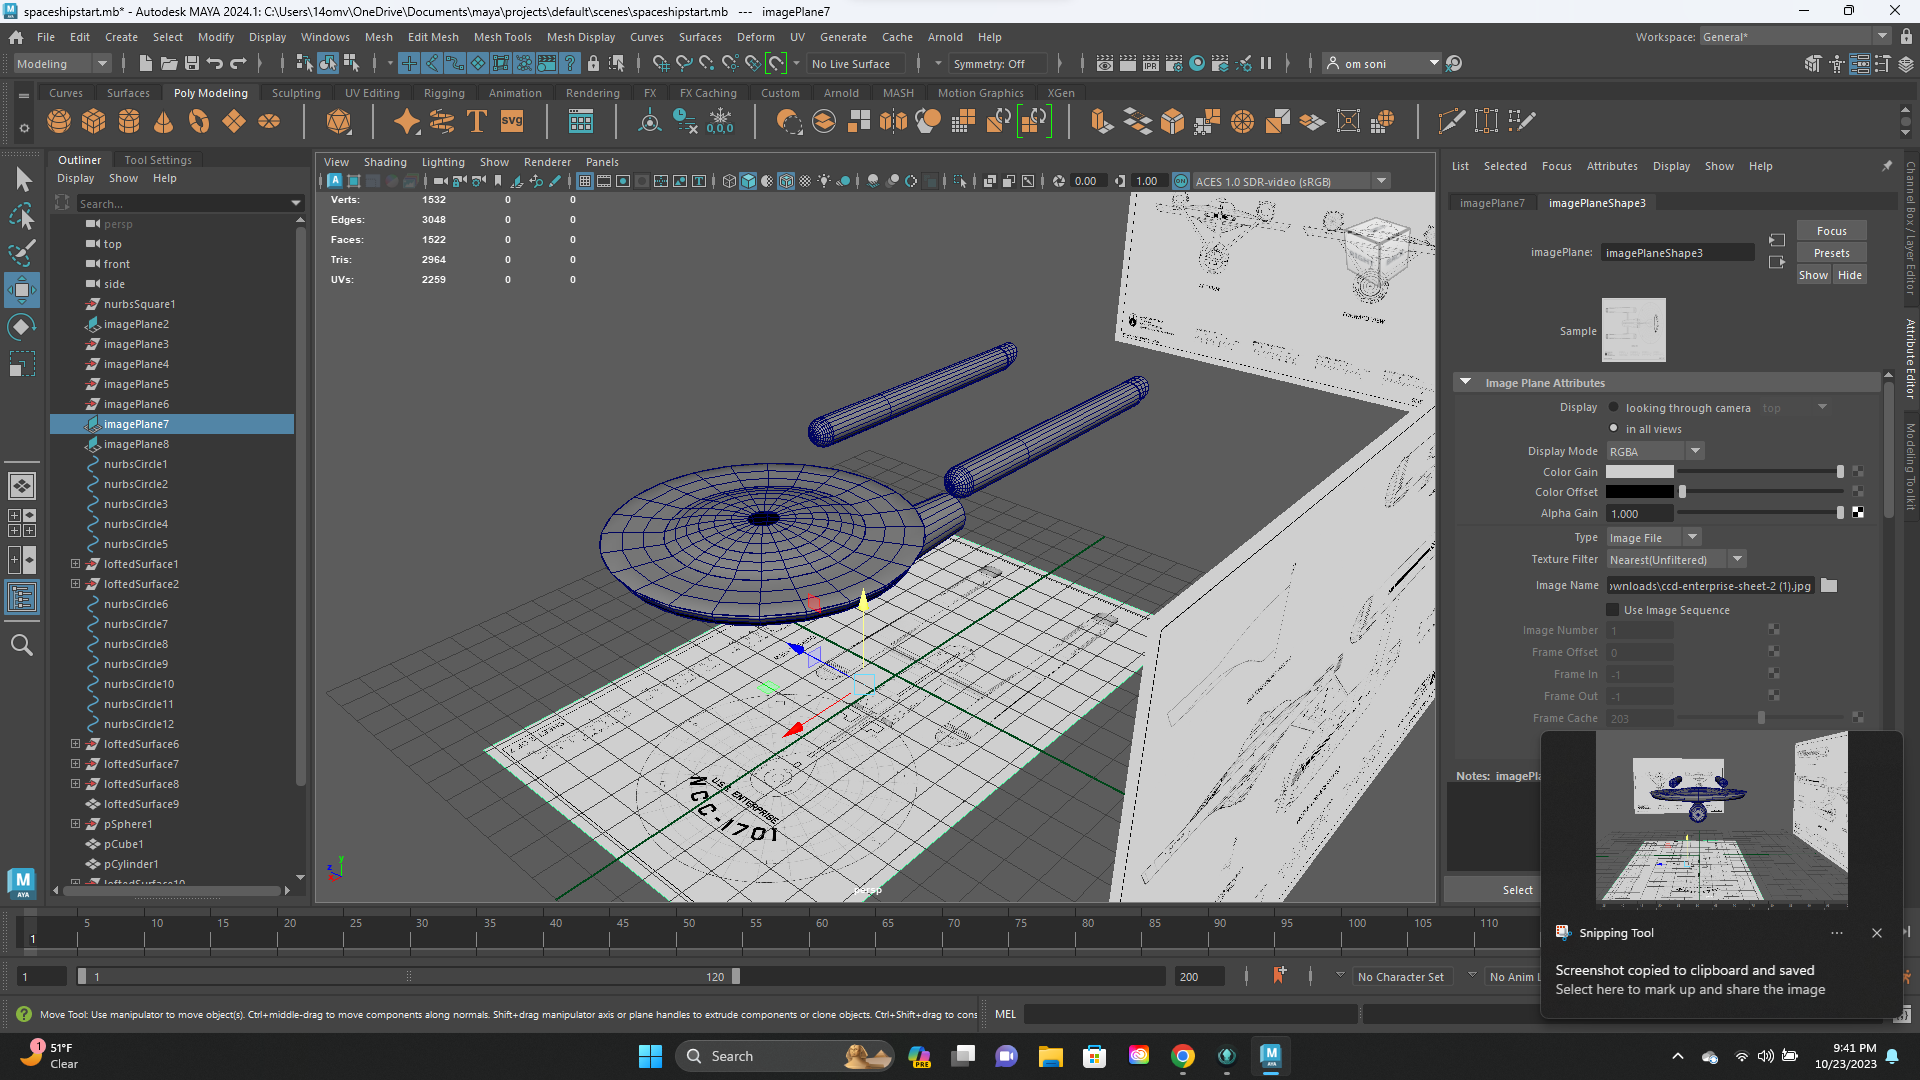 spaceshipstart.mb* - Autodesk MAYA 2024.1: C:\Users\14omv\OneDrive\Documents\maya\projects\default\scenes\spaceshipstart.mb --- imagePlane7
File Edit Create Select Modify Display Windows Mesh Edit Mesh Mesh Tools Mesh Display Curves Surfaces Deform UV Generate Cache Arnold Help
Workspace: General*
Modeling
No Live Surface
Symmetry: Off
om soni
Curves Surfaces Poly Modeling Sculpting UV Editing Rigging Animation Rendering FX FX Caching Custom Arnold MASH Motion Graphics XGen
Outliner Tool Settings
Display Show Help
Search...
persp
top
front
side
nurbsSquare1
imagePlane2
imagePlane3
imagePlane4
imagePlane5
imagePlane6
imagePlane7
imagePlane8
nurbsCircle1
nurbsCircle2
nurbsCircle3
nurbsCircle4
nurbsCircle5
loftedSurface1
loftedSurface2
nurbsCircle6
nurbsCircle7
nurbsCircle8
nurbsCircle9
nurbsCircle10
nurbsCircle11
nurbsCircle12
loftedSurface6
loftedSurface7
loftedSurface8
loftedSurface9
pSphere1
pCube1
pCylinder1
loftedSurface10
View Shading Lighting Show Renderer Panels
0.00
1.00
ACES 1.0 SDR-video (sRGB)
Verts: 1532 0 0
Edges: 3048 0 0
Faces: 1522 0 0
Tris: 2964 0 0
UVs: 2259 0 0
USS ENTERPRISE
NCC-1701
persp
List Selected Focus Attributes Display Show Help
imagePlane7 imagePlaneShape3
imagePlane: imagePlaneShape3
Focus
Presets
Show Hide
Sample
Image Plane Attributes
Display looking through camera top
in all views
Display Mode RGBA
Color Gain
Color Offset
Alpha Gain 1.000
Type Image File
Texture Filter Nearest(Unfiltered)
Image Name ownloads\ccd-enterprise-sheet-2 (1).jpg
Use Image Sequence
Image Number 1
Frame Offset 0
Frame In -1
Frame Out -1
Frame Cache 203
Notes: imagePla
Select
Channel Box / Layer Editor
Attribute Editor
Modeling Toolkit
Snipping Tool
Screenshot copied to clipboard and saved
Select here to mark up and share the image
1 5 10 15 20 25 30 35 40 45 50 55 60 65 70 75 80 85 90 95 100 105 110
1
1
120
200
No Character Set
No Anim L
Move Tool: Use manipulator to move object(s). Ctrl+middle-drag to move components along normals. Shift+drag manipulator axis or plane handles to extrude components or clone objects. Ctrl+Shift+drag to cons
MEL
1
51°F
Clear
Search
PRE
9:41 PM
10/23/2023